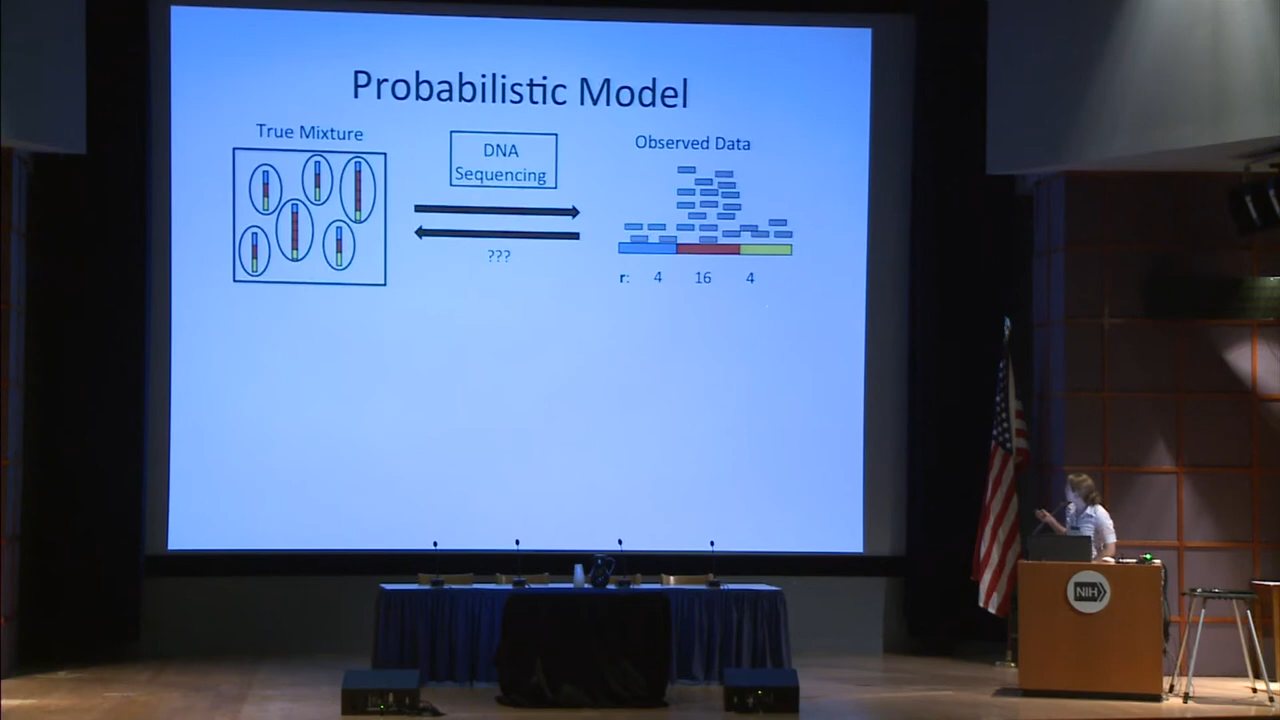 Probabilistic Model
True Mixture
DNA
Sequencing
Observed Data
???
r: 4 16 4
NIH